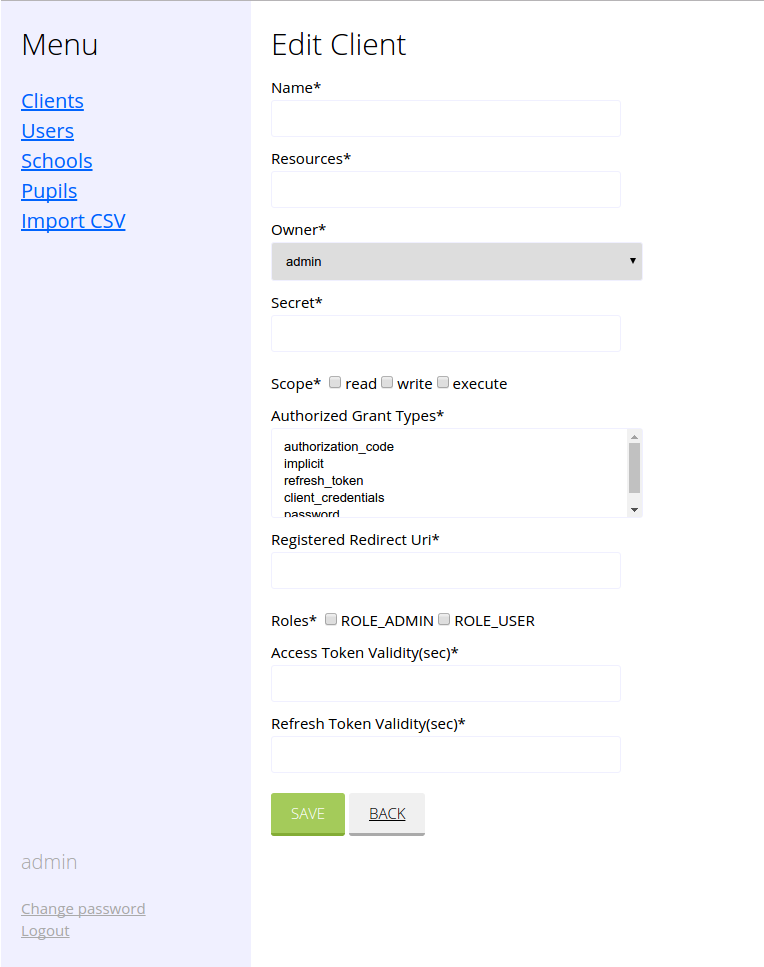 Menu
Clients
Users
Schools
Pupils
Import CSV
admin
Change password
Logout
Edit Client
Name*
Resources*
Owner*
admin
Secret*
Scope* read write execute
Authorized Grant Types*
authorization_code
implicit
refresh_token
client_credentials
password
Registered Redirect Uri*
Roles* ROLE_ADMIN ROLE_USER
Access Token Validity(sec)*
Refresh Token Validity(sec)*
SAVE BACK